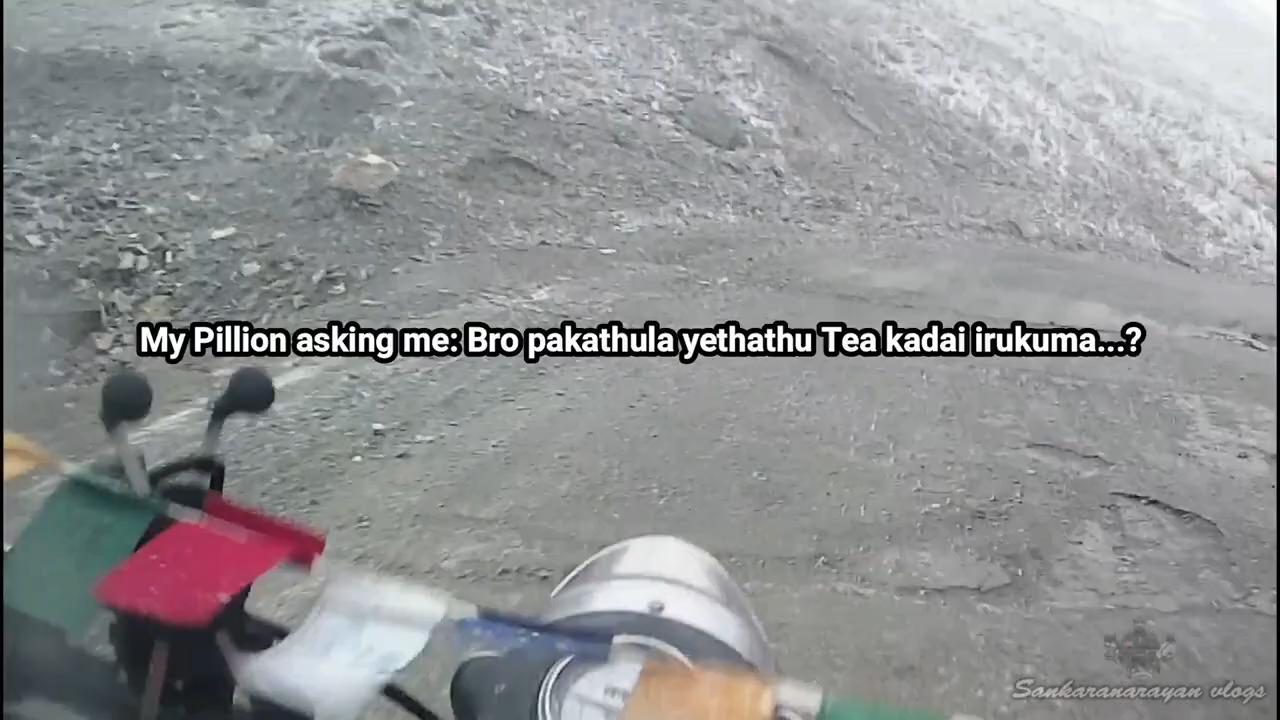 My Pillion asking me: Bro pakathula yethathu Tea kadai irukuma...?
Sankaranarayan vlogs